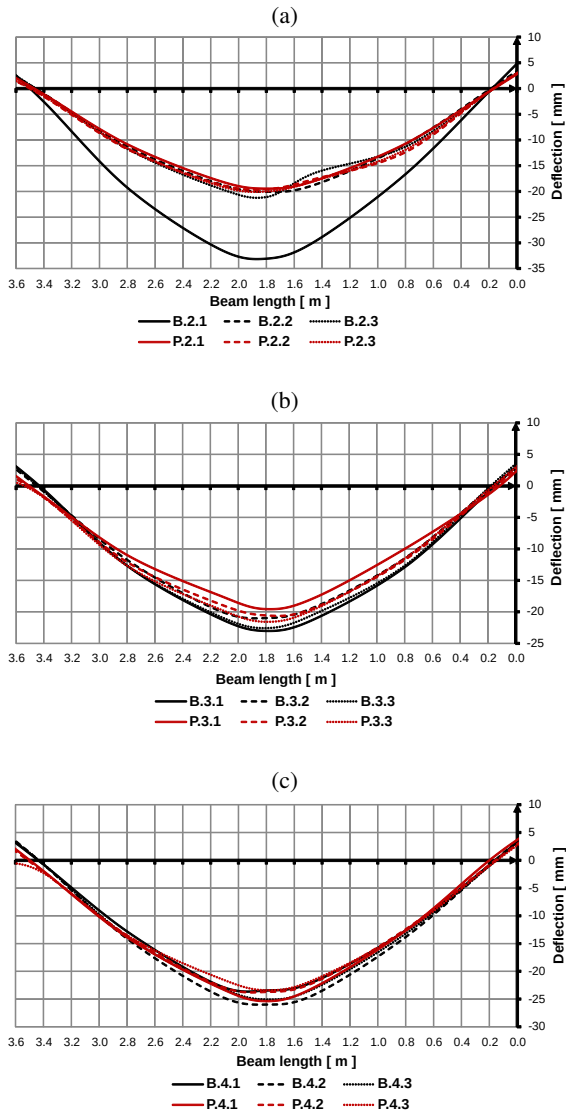 (a)
10
5
0
-5
-10
-15
-20
-25
-30
-35
Deflection [ mm ]
3.6 3.4 3.2 3.0 2.8 2.6 2.4 2.2 2.0 1.8 1.6 1.4 1.2 1.0 0.8 0.6 0.4 0.2 0.0
Beam length [ m ]
B.2.1 B.2.2 B.2.3
P.2.1 P.2.2 P.2.3
(b)
10
5
0
-5
-10
-15
-20
-25
Deflection [ mm ]
3.6 3.4 3.2 3.0 2.8 2.6 2.4 2.2 2.0 1.8 1.6 1.4 1.2 1.0 0.8 0.6 0.4 0.2 0.0
Beam length [ m ]
B.3.1 B.3.2 B.3.3
P.3.1 P.3.2 P.3.3
(c)
10
5
0
-5
-10
-15
-20
-25
-30
Deflection [ mm ]
3.6 3.4 3.2 3.0 2.8 2.6 2.4 2.2 2.0 1.8 1.6 1.4 1.2 1.0 0.8 0.6 0.4 0.2 0.0
Beam length [ m ]
B.4.1 B.4.2 B.4.3
P.4.1 P.4.2 P.4.3